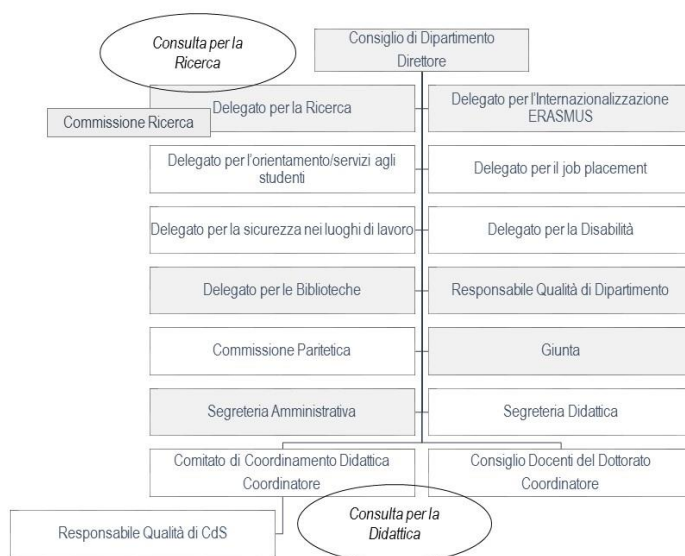 Consulta per la
Ricerca
Consiglio di Dipartimento
Direttore
Delegato per la Ricerca
Commissione Ricerca
Delegato per l'Internazionalizzazione
ERASMUS
Delegato per l'orientamento/servizi agli
studenti
Delegato per il job placement
Delegato per la sicurezza nei luoghi di lavoro
Delegato per la Disabilità
Delegato per le Biblioteche
Responsabile Qualità di Dipartimento
Commissione Paritetica
Giunta
Segreteria Amministrativa
Segreteria Didattica
Comitato di Coordinamento Didattica
Coordinatore
Consiglio Docenti del Dottorato
Coordinatore
Responsabile Qualità di CdS
Consulta per la
Didattica